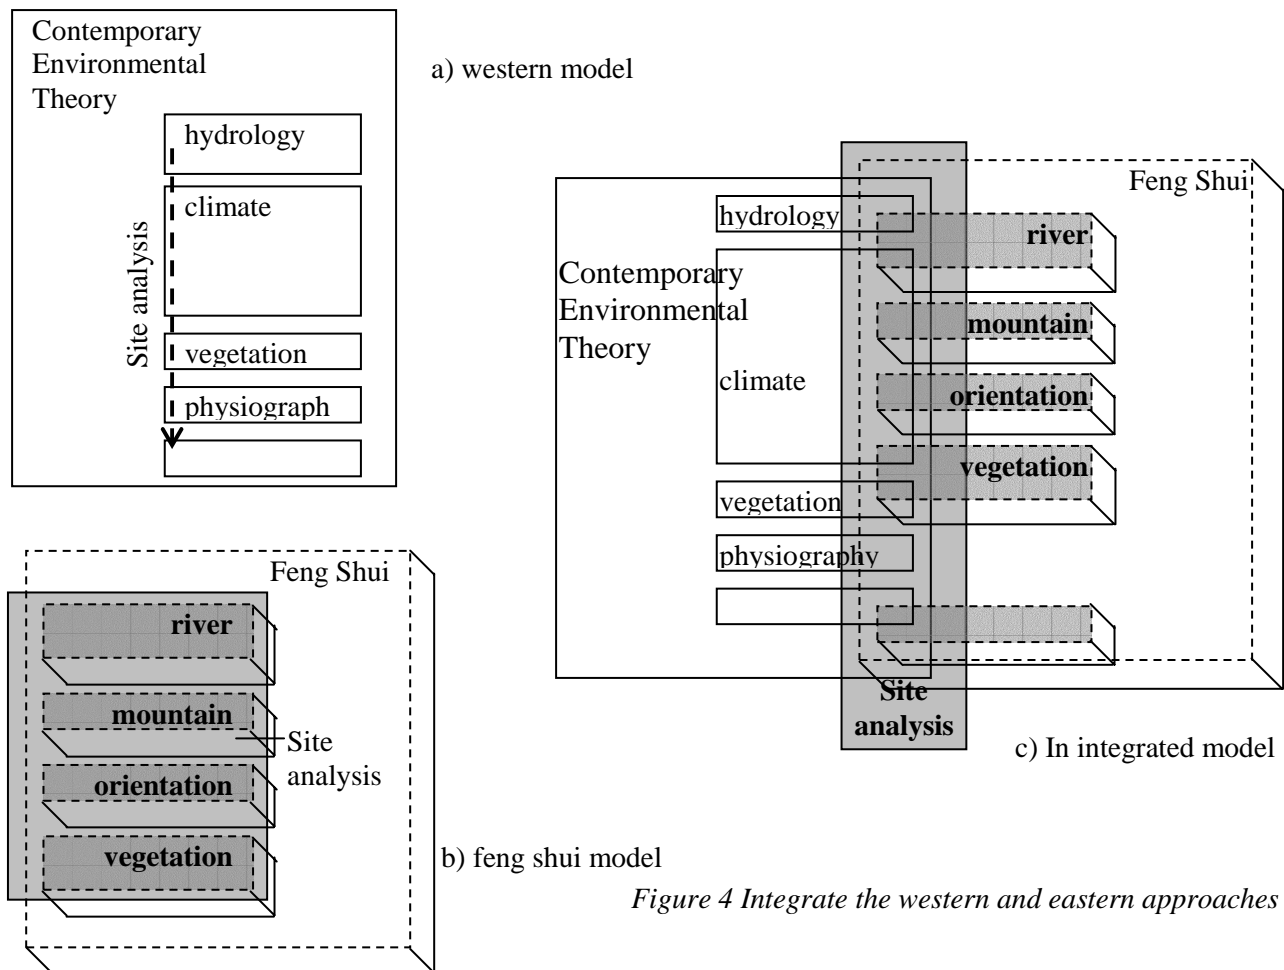 Contemporary
Environmental
Theory
a) western model
hydrology
climate
Site analysis
vegetation
physiograph
Feng Shui
river
mountain
Site
analysis
orientation
vegetation
b) feng shui model
Feng Shui
hydrology
river
Contemporary
Environmental
Theory
mountain
climate
orientation
vegetation
vegetation
physiography
Site
analysis
c) In integrated model
Figure 4 Integrate the western and eastern approaches